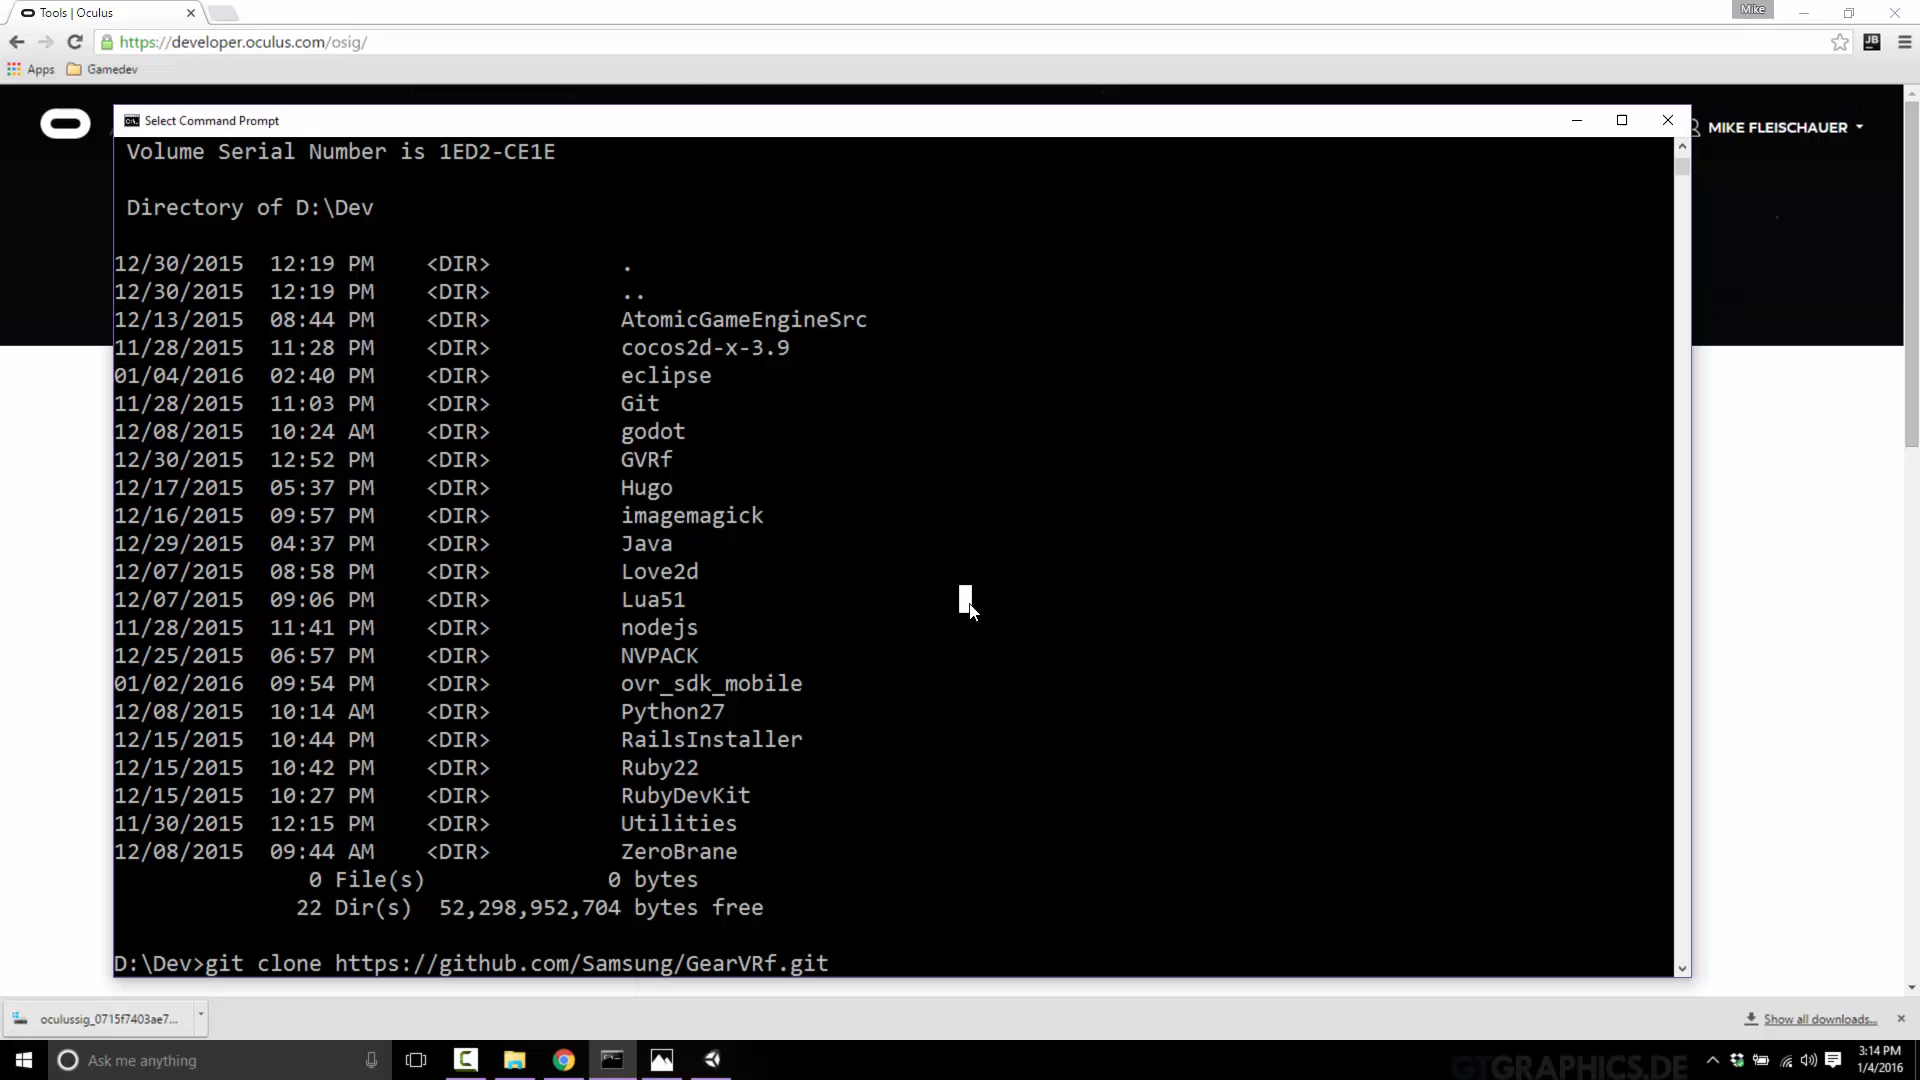 Tools | Oculus
Mike
https://developer.oculus.com/osig/
JB
Apps Gamedev
Select Command Prompt
MIKE FLEISCHAUER
Volume Serial Number is 1ED2-CE1E
Directory of D:\Dev
12/30/2015 12:19 PM <DIR> .
12/30/2015 12:19 PM <DIR> ..
12/13/2015 08:44 PM <DIR> AtomicGameEngineSrc
11/28/2015 11:28 PM <DIR> cocos2d-x-3.9
01/04/2016 02:40 PM <DIR> eclipse
11/28/2015 11:03 PM <DIR> Git
12/08/2015 10:24 AM <DIR> godot
12/30/2015 12:52 PM <DIR> GVRf
12/17/2015 05:37 PM <DIR> Hugo
12/16/2015 09:57 PM <DIR> imagemagick
12/29/2015 04:37 PM <DIR> Java
12/07/2015 08:58 PM <DIR> Love2d
12/07/2015 09:06 PM <DIR> Lua51
11/28/2015 11:41 PM <DIR> nodejs
12/25/2015 06:57 PM <DIR> NVPACK
01/02/2016 09:54 PM <DIR> ovr_sdk_mobile
12/08/2015 10:14 AM <DIR> Python27
12/15/2015 10:44 PM <DIR> RailsInstaller
12/15/2015 10:42 PM <DIR> Ruby22
12/15/2015 10:27 PM <DIR> RubyDevKit
11/30/2015 12:15 PM <DIR> Utilities
12/08/2015 09:44 AM <DIR> ZeroBrane
0 File(s) 0 bytes
22 Dir(s) 52,298,952,704 bytes free
D:\Dev>git clone https://github.com/Samsung/GearVRf.git
oculussig_0715f7403ae7...
Show all downloads...
Ask me anything
GTGRAPHICS.DE
3:14 PM
1/4/2016